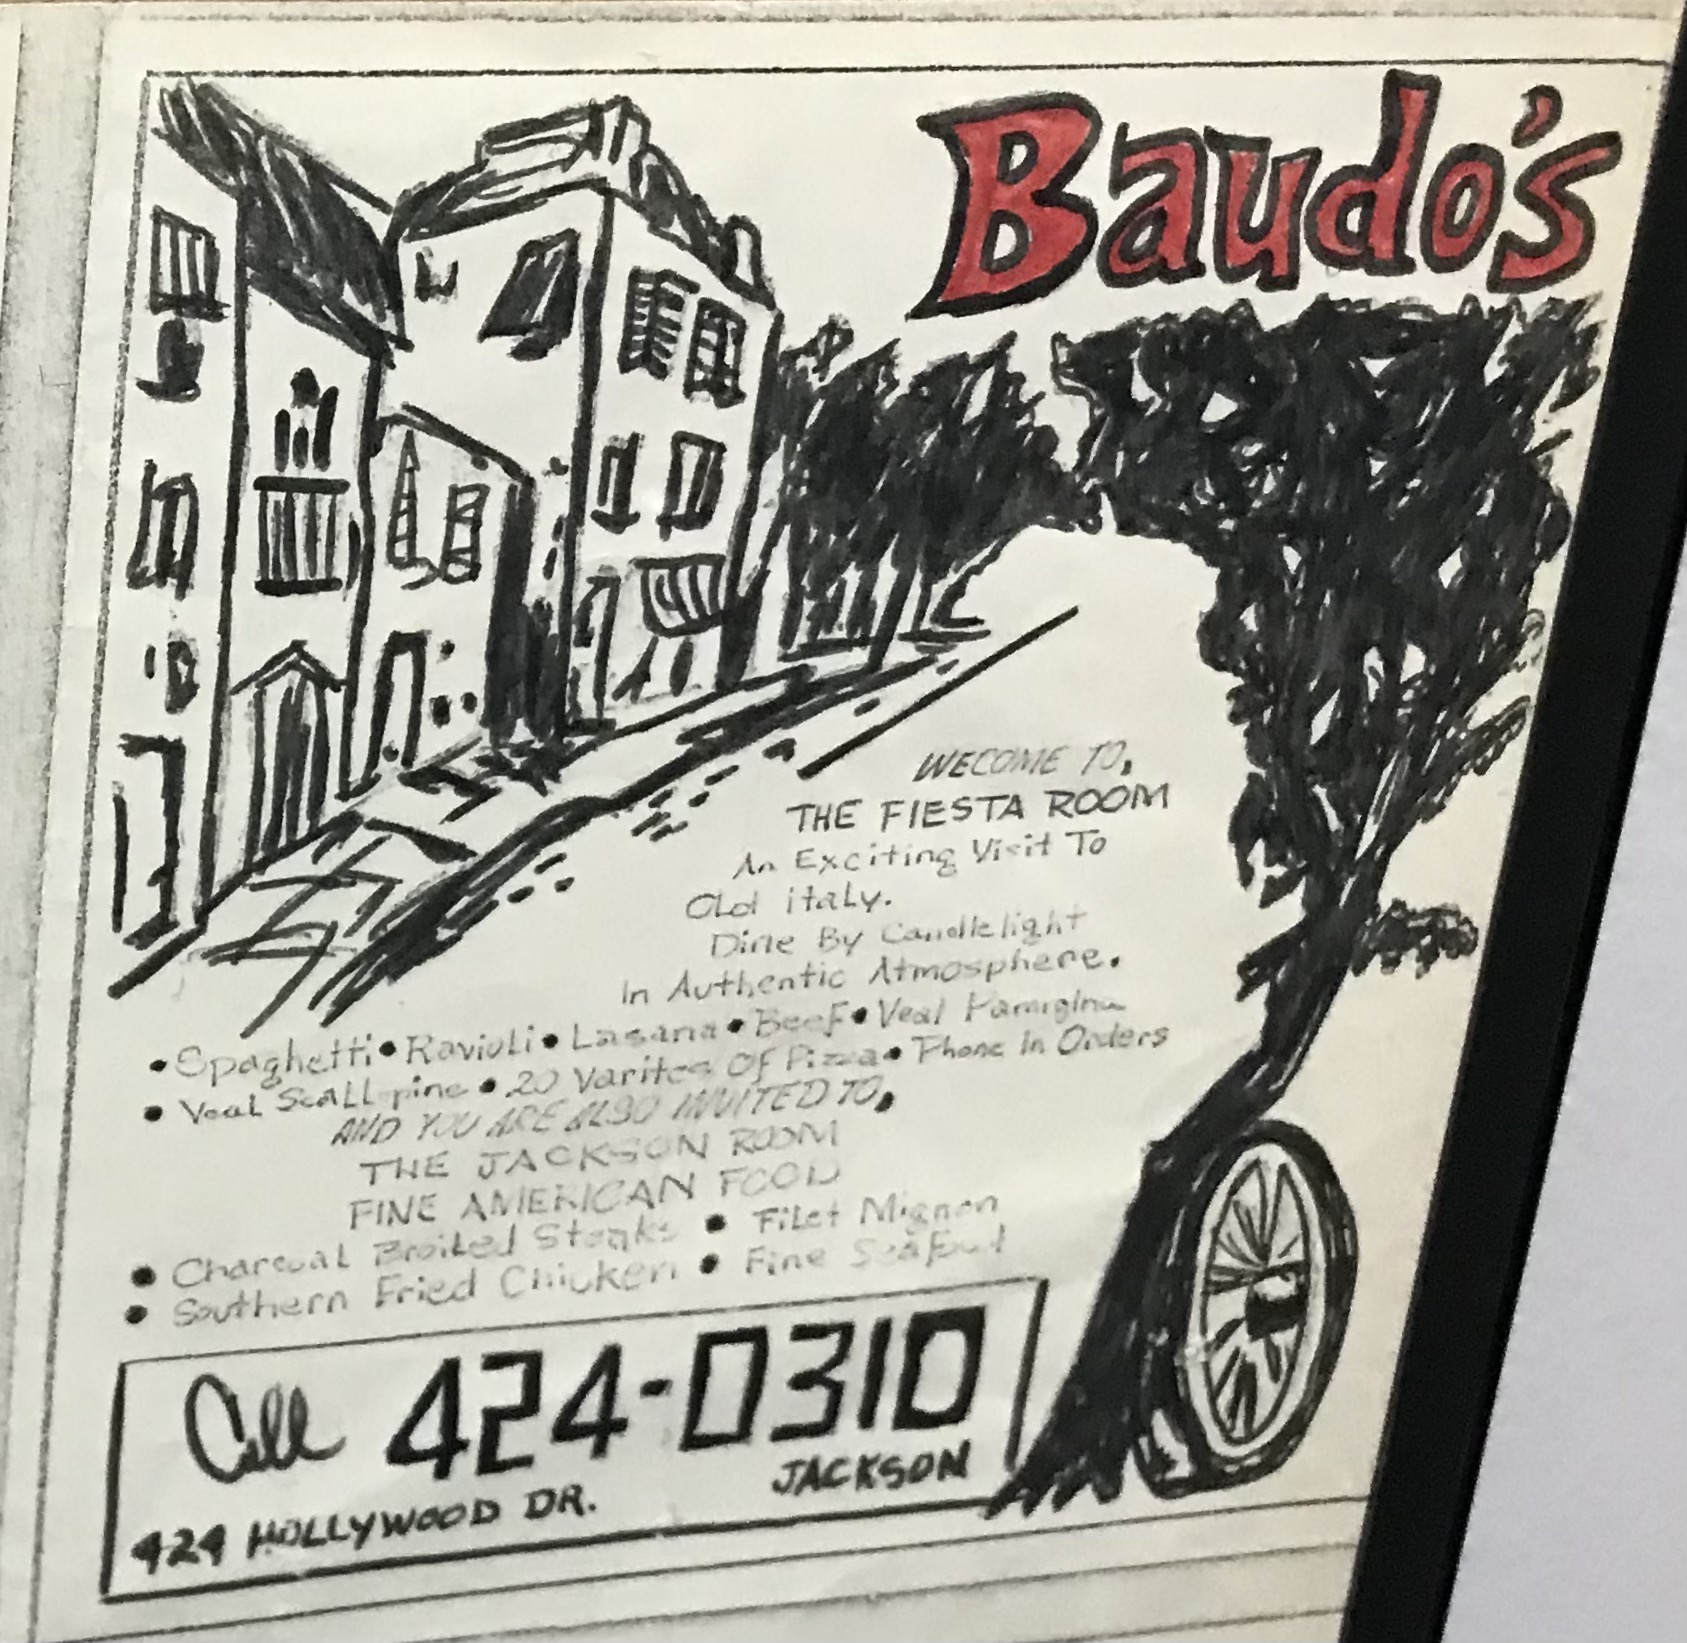 Baudo's
WECOME TO,
THE FIESTA ROOM
An Exciting Visit To
Old italy.
Dine By Candlelight
In Authentic Atmosphere.
• Spaghetti • Ravioli • Lasana • Beef • Veal Pamigina
• Veal Scallopine • 20 Varites Of Pizza • Phone In Orders
AND YOU ARE ALSO INVITED TO,
THE JACKSON ROOM
FINE AMERICAN FOOD
• Charcoal Broiled Steaks • Filet Mignon
• Southern Fried Chicken • Fine Seafood
Call 424-0310
424 HOLLYWOOD DR. JACKSON